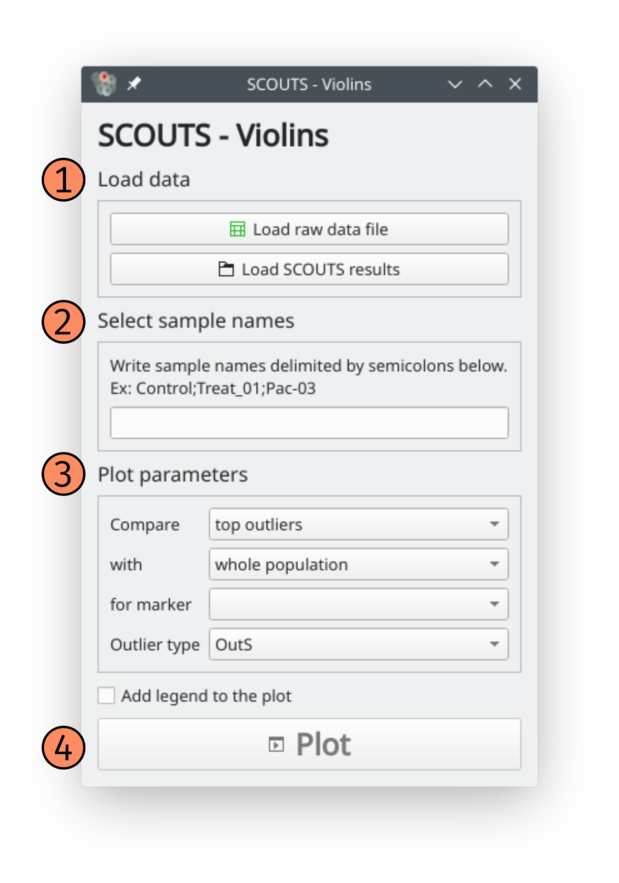 SCOUTS - Violins
SCOUTS - Violins
1 Load data
Load raw data file
Load SCOUTS results
2 Select sample names
Write sample names delimited by semicolons below.
Ex: Control;Treat_01;Pac-03
3 Plot parameters
Compare top outliers
with whole population
for marker
Outlier type OutS
Add legend to the plot
4 Plot